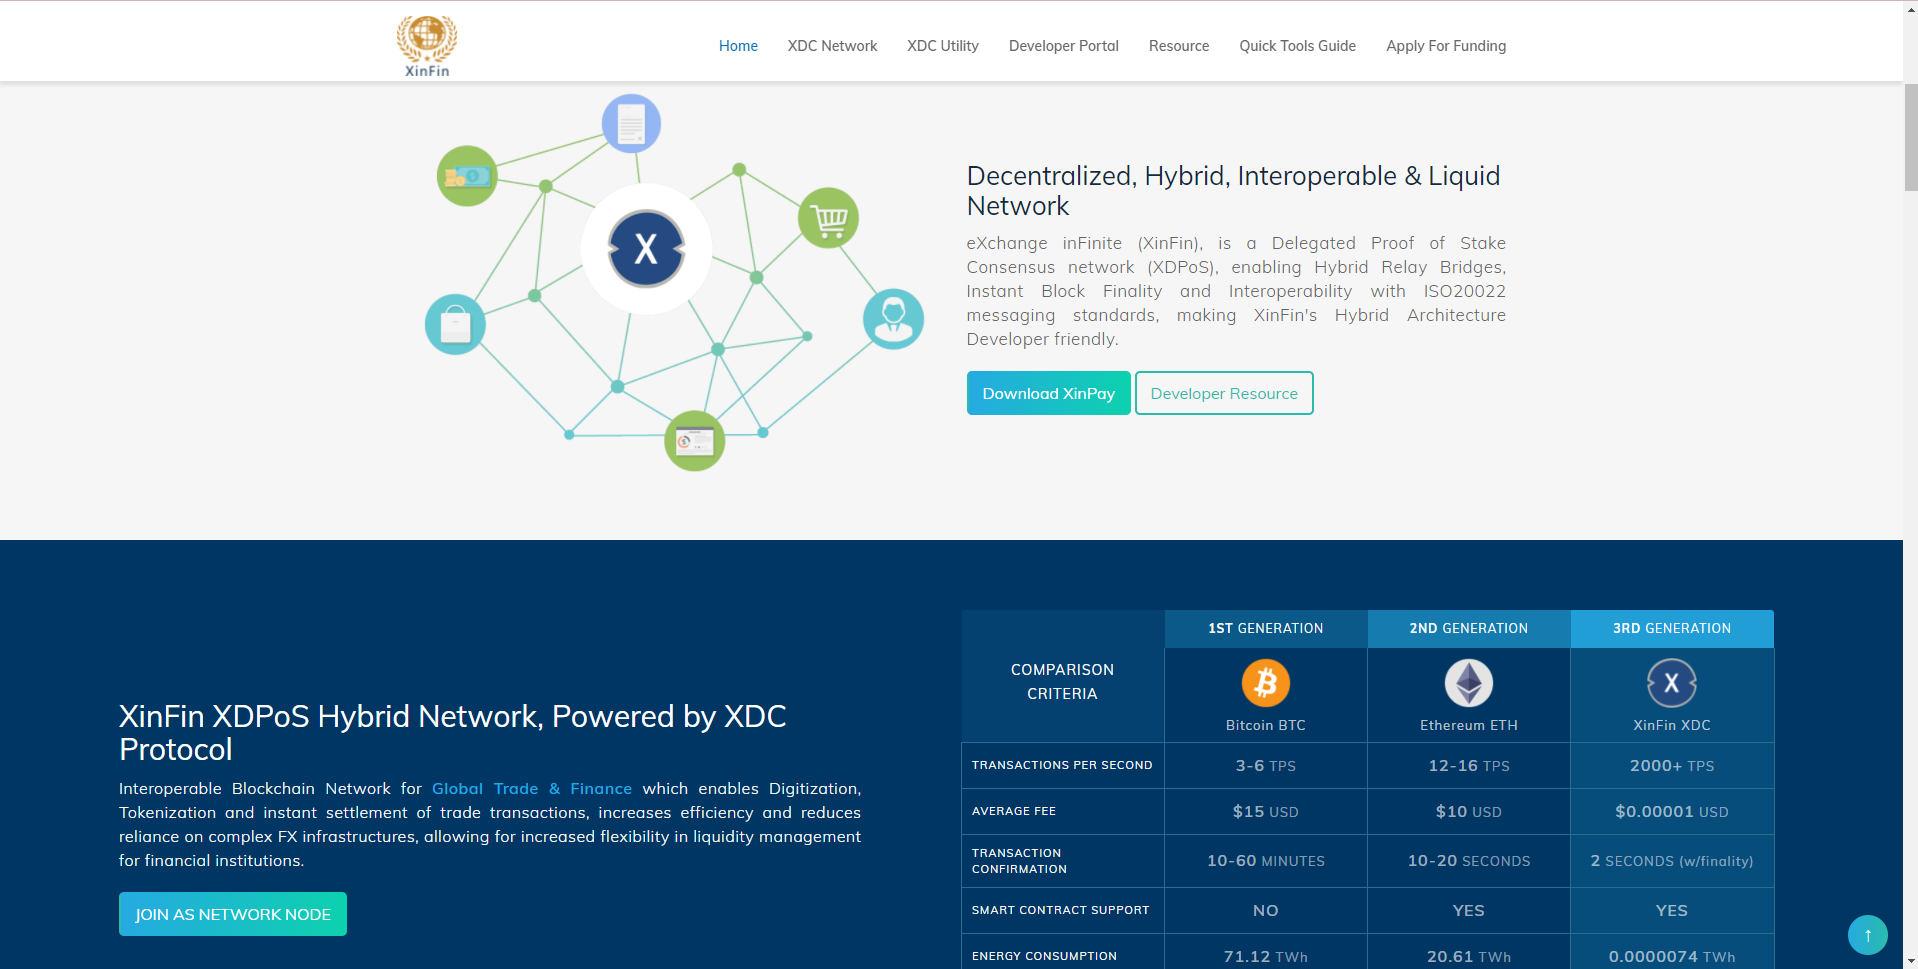 XinFin
Home
XDC Network
XDC Utility
Developer Portal
Resource
Quick Tools Guide
Apply For Funding
X
Decentralized, Hybrid, Interoperable & Liquid
Network
eXchange inFinite (XinFin), is a Delegated Proof of Stake
Consensus network (XDPoS), enabling Hybrid Relay Bridges,
Instant Block Finality and Interoperability with ISO20022
messaging standards, making XinFin's Hybrid Architecture
Developer friendly.
Download XinPay
Developer Resource
XinFin XDPoS Hybrid Network, Powered by XDC
Protocol
Interoperable Blockchain Network for Global Trade & Finance which enables Digitization,
Tokenization and instant settlement of trade transactions, increases efficiency and reduces
reliance on complex FX infrastructures, allowing for increased flexibility in liquidity management
for financial institutions.
JOIN AS NETWORK NODE
COMPARISON
CRITERIA
1ST GENERATION
2ND GENERATION
3RD GENERATION
Bitcoin BTC
Ethereum ETH
X
XinFin XDC
TRANSACTIONS PER SECOND
3-6 TPS
12-16 TPS
2000+ TPS
AVERAGE FEE
$15 USD
$10 USD
$0.00001 USD
TRANSACTION
CONFIRMATION
10-60 MINUTES
10-20 SECONDS
2 SECONDS (w/finality)
SMART CONTRACT SUPPORT
NO
YES
YES
ENERGY CONSUMPTION
71.12 TWh
20.61 TWh
0.0000074 TWh